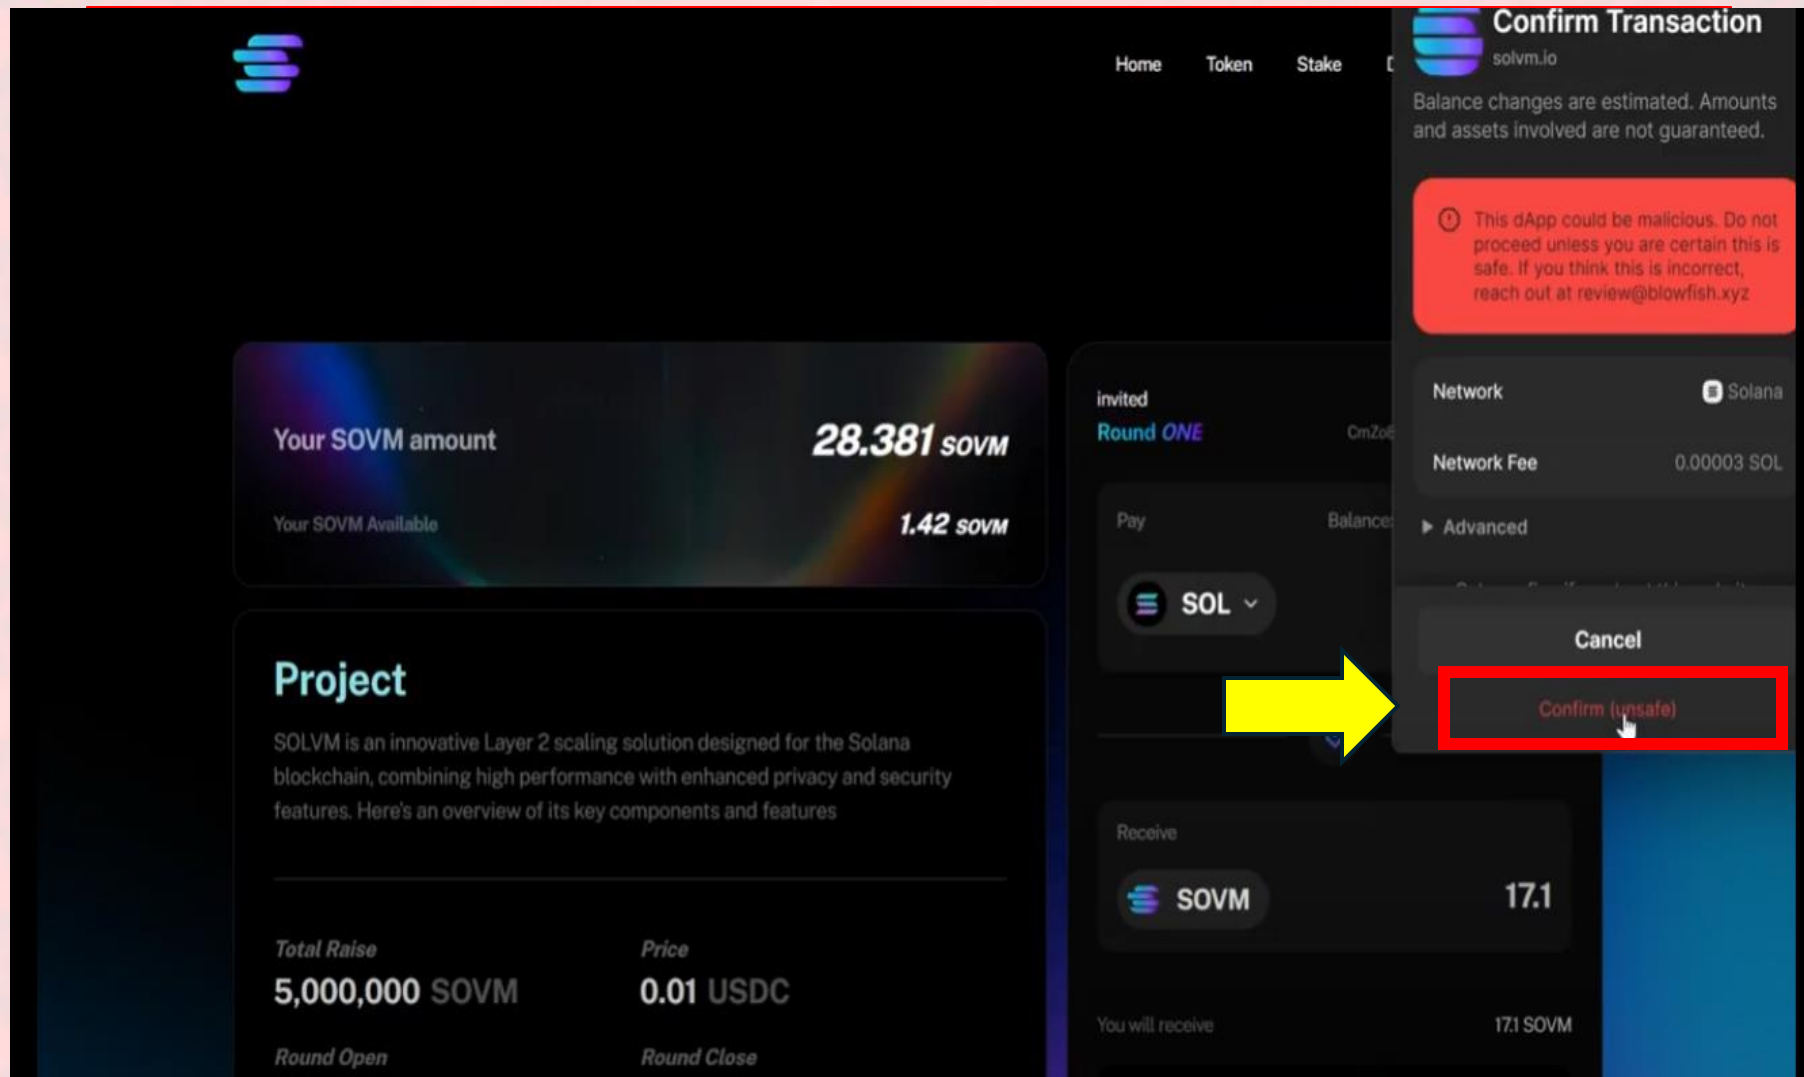 Home
Token
Stake
Confirm Transaction
solvm.io
Balance changes are estimated. Amounts
and assets involved are not guaranteed.
This dApp could be malicious. Do not
proceed unless you are certain this is
safe. If you think this is incorrect,
reach out at review@blowfish.xyz
Network
Solana
Network Fee
0.00003 SOL
Advanced
Cancel
Confirm (unsafe)
Your SOVM amount
28.381 SOVM
Your SOVM Available
1.42 SOVM
Project
SOLVM is an innovative Layer 2 scaling solution designed for the Solana
blockchain, combining high performance with enhanced privacy and security
features. Here's an overview of its key components and features
Total Raise
5,000,000 SOVM
Price
0.01 USDC
Round Open
Round Close
invited
Round ONE
Pay
Balance:
SOL
Receive
SOVM
17.1
You will receive
17.1 SOVM